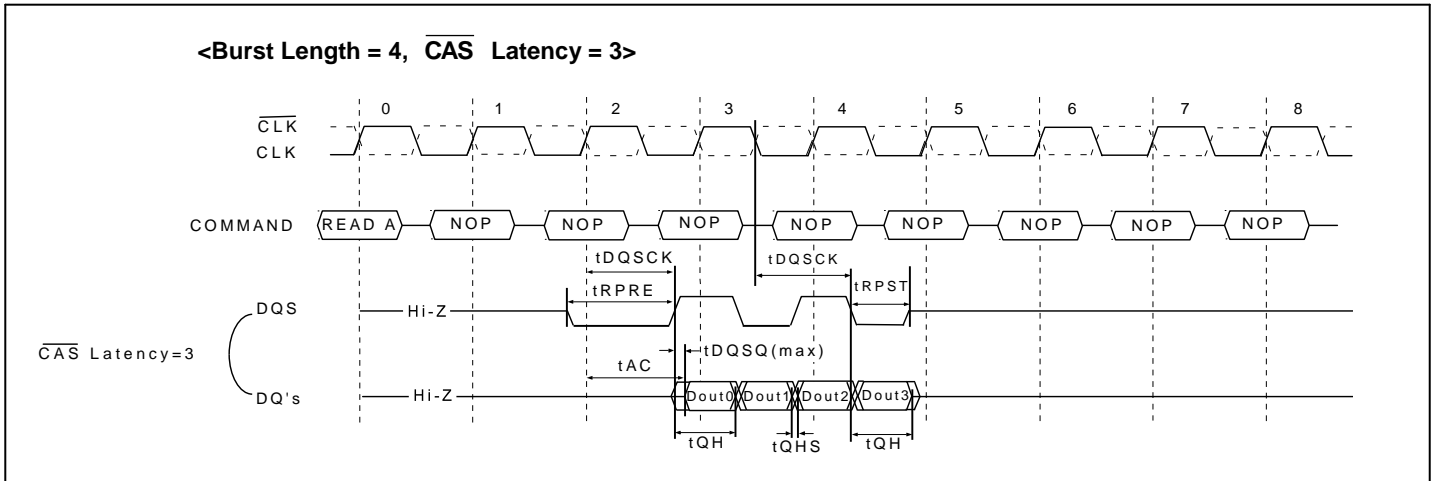 <Burst Length = 4, CAS Latency = 3>
0 1 2 3 4 5 6 7 8
CLK
CLK
COMMAND READ A NOP NOP NOP NOP NOP NOP NOP NOP
tDQSCK tDQSCK
tRPRE tRPST
DQS Hi-Z
CAS Latency=3
tDQSQ(max)
tAC
DQ's Hi-Z Dout0 Dout1 Dout2 Dout3
tQH tQHS tQH